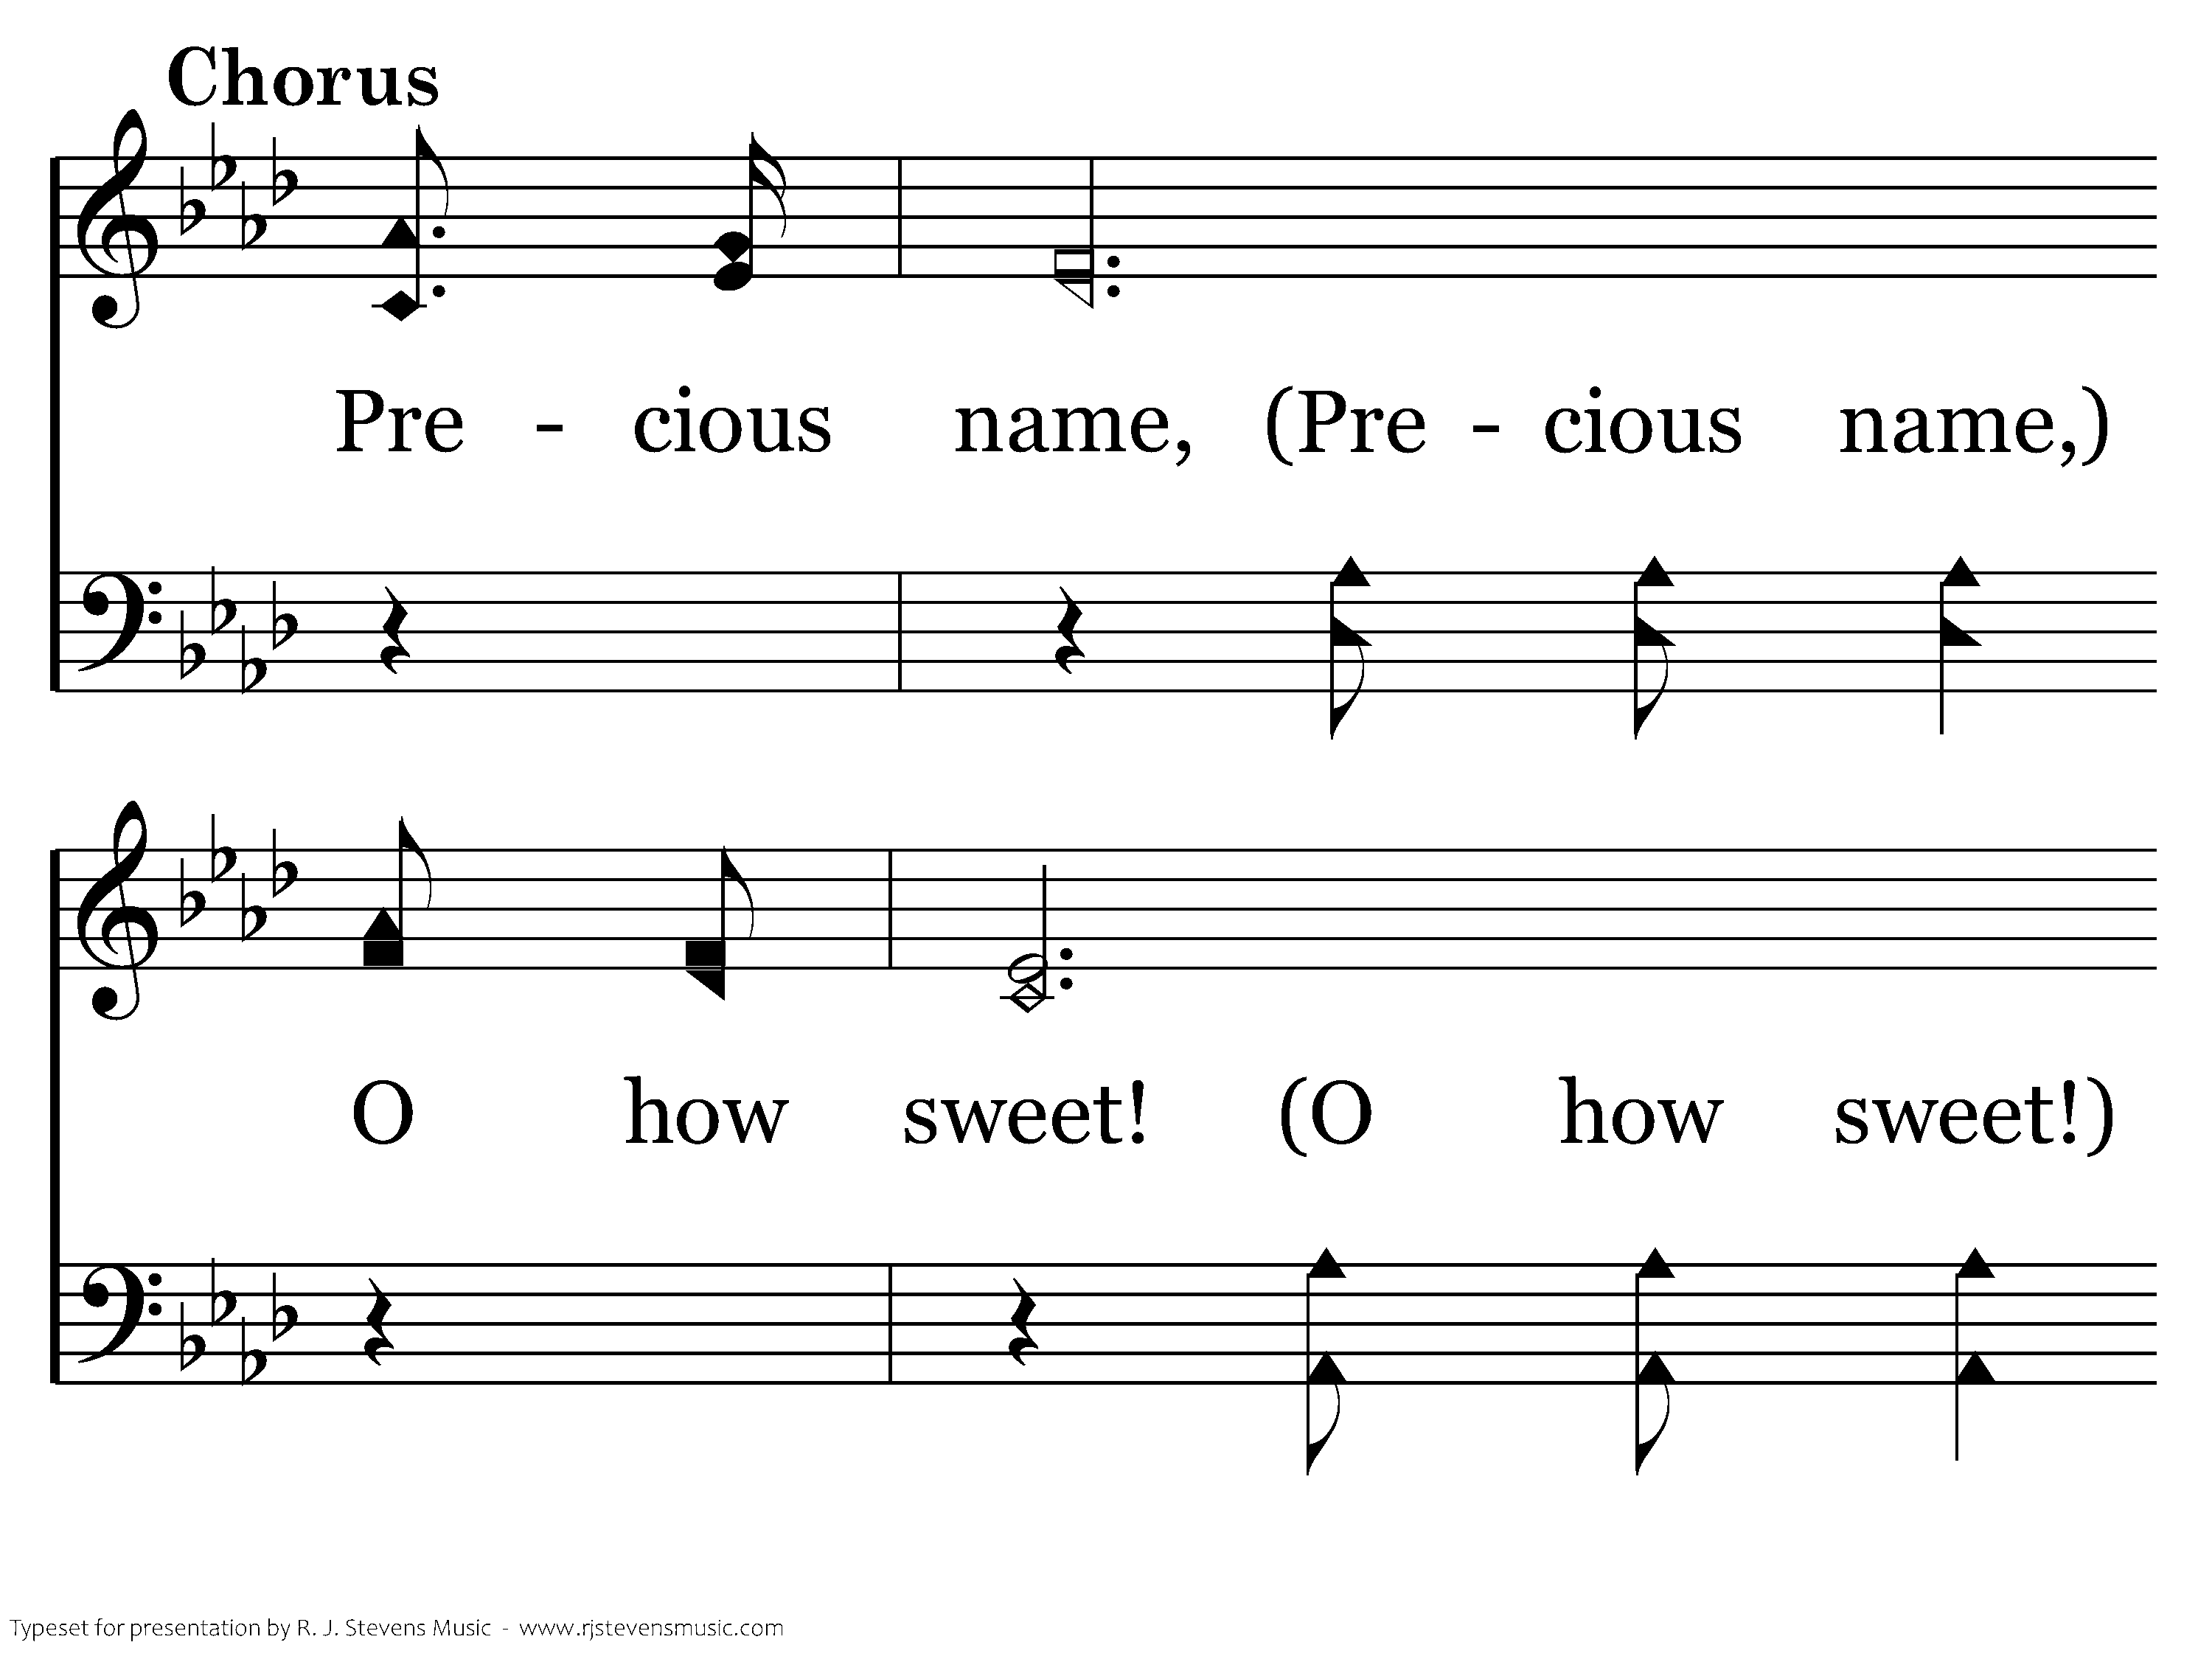 Chorus
Pre - cious name, (Pre - cious name,)
O how sweet! (O how sweet!)
Typeset for presentation by R. J. Stevens Music - www.rjstevensmusic.com